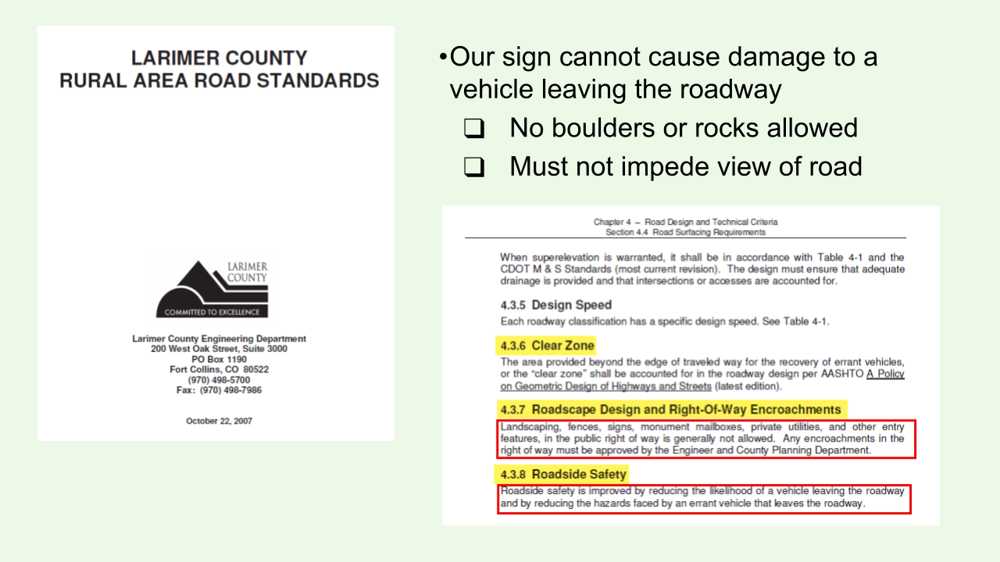 LARIMER COUNTY
RURAL AREA ROAD STANDARDS
LARIMER
COUNTY
COMMITTED TO EXCELLENCE
Larimer County Engineering Department
200 West Oak Street, Suite 3000
PO Box 1190
Fort Collins, CO 80522
(970) 498-5700
Fax: (970) 498-7986
October 22, 2007
•Our sign cannot cause damage to a
vehicle leaving the roadway
❑ No boulders or rocks allowed
❑ Must not impede view of road
Chapter 4 – Road Design and Technical Criteria
Section 4.4 Road Surfacing Requirements
When superelevation is warranted, it shall be in accordance with Table 4-1 and the
CDOT M & S Standards (most current revision). The design must ensure that adequate
drainage is provided and that intersections or accesses are accounted for.
4.3.5 Design Speed
Each roadway classification has a specific design speed. See Table 4-1.
4.3.6 Clear Zone
The area provided beyond the edge of traveled way for the recovery of errant vehicles,
or the “clear zone” shall be accounted for in the roadway design per AASHTO A Policy
on Geometric Design of Highways and Streets (latest edition).
4.3.7 Roadscape Design and Right-Of-Way Encroachments
Landscaping, fences, signs, monument mailboxes, private utilities, and other entry
features, in the public right of way is generally not allowed. Any encroachments in the
right of way must be approved by the Engineer and County Planning Department.
4.3.8 Roadside Safety
Roadside safety is improved by reducing the likelihood of a vehicle leaving the roadway
and by reducing the hazards faced by an errant vehicle that leaves the roadway.